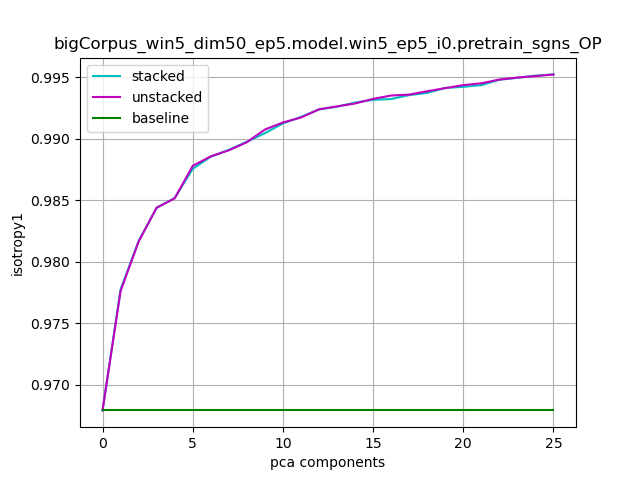 bigCorpus_win5_dim50_ep5.model.win5_ep5_i0.pretrain_sgns_OP
stacked
unstacked
baseline
0.995
0.990
0.985
0.980
0.975
0.970
isotropy1
0 5 10 15 20 25
pca components